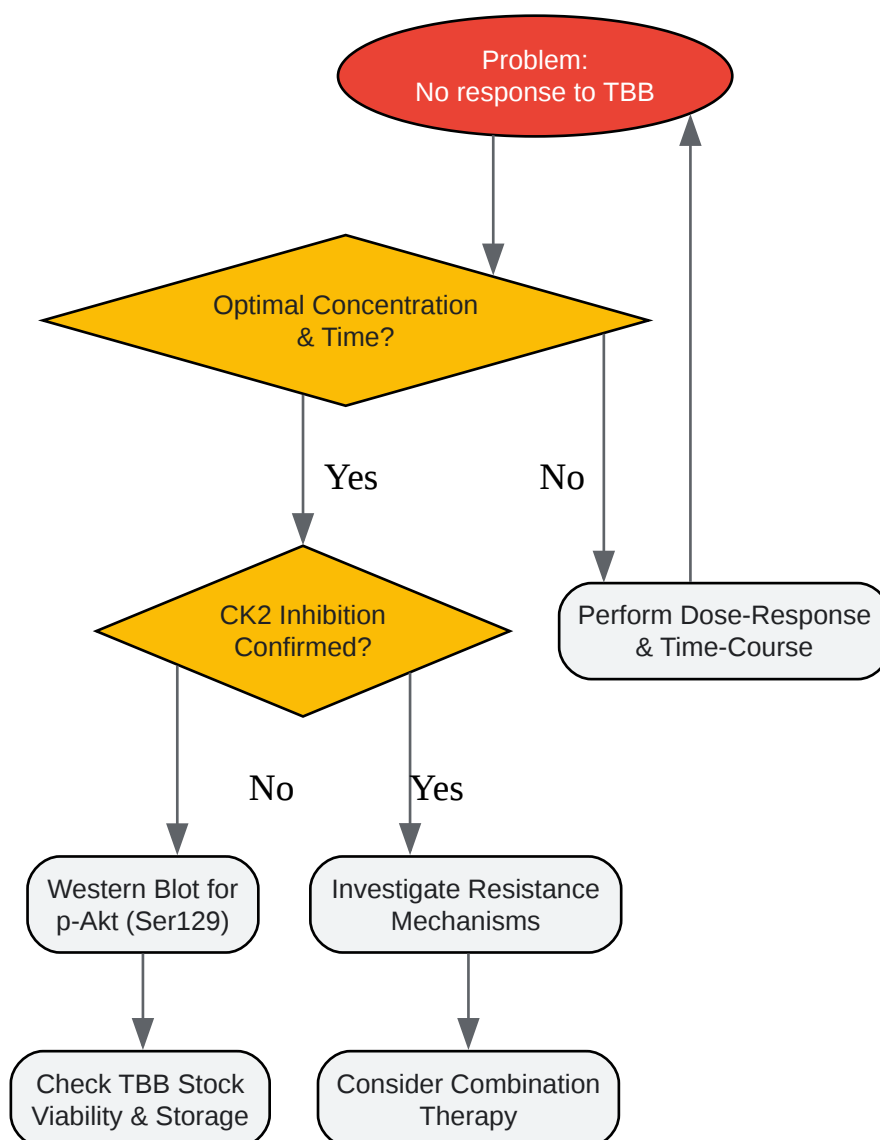 Problem:
No response to TBB
Optimal Concentration
& Time?
Yes
No
CK2 Inhibition
Confirmed?
Perform Dose-Response
& Time-Course
No
Yes
Western Blot for
p-Akt (Ser129)
Investigate Resistance
Mechanisms
Check TBB Stock
Viability & Storage
Consider Combination
Therapy